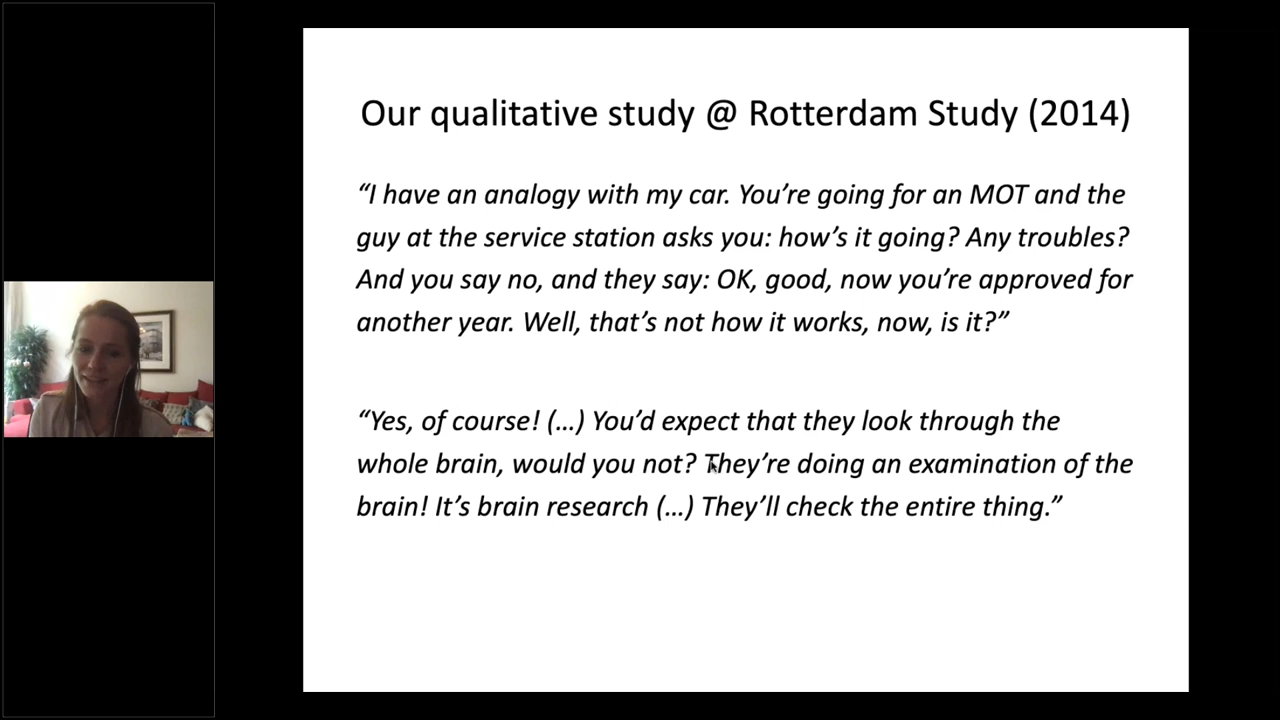 Our qualitative study @ Rotterdam Study (2014)
“I have an analogy with my car. You’re going for an MOT and the
guy at the service station asks you: how’s it going? Any troubles?
And you say no, and they say: OK, good, now you’re approved for
another year. Well, that’s not how it works, now, is it?”
“Yes, of course! (…) You’d expect that they look through the
whole brain, would you not? They’re doing an examination of the
brain! It’s brain research (…) They’ll check the entire thing.”